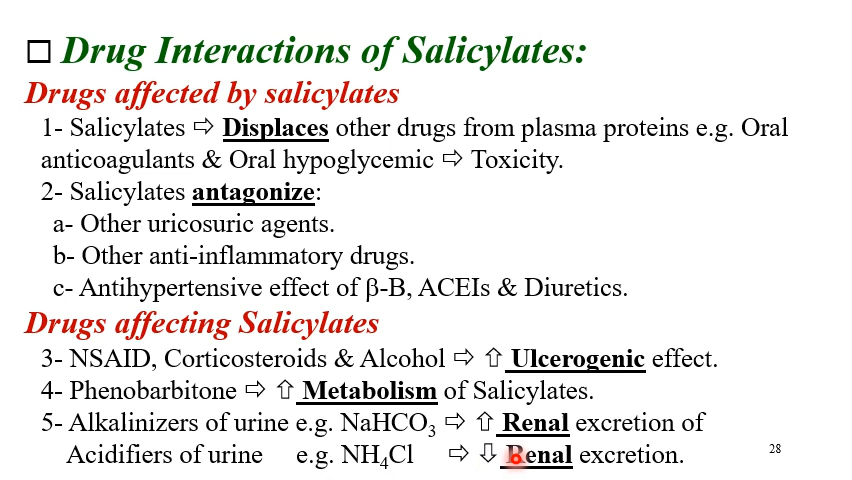 □ Drug Interactions of Salicylates:
Drugs affected by salicylates
1- Salicylates ⇨ Displaces other drugs from plasma proteins e.g. Oral
anticoagulants & Oral hypoglycemic ⇨ Toxicity.
2- Salicylates antagonize:
a- Other uricosuric agents.
b- Other anti-inflammatory drugs.
c- Antihypertensive effect of β-B, ACEIs & Diuretics.
Drugs affecting Salicylates
3- NSAID, Corticosteroids & Alcohol ⇨ ⇧ Ulcerogenic effect.
4- Phenobarbitone ⇨ ⇧ Metabolism of Salicylates.
5- Alkalinizers of urine e.g. NaHCO₃ ⇨ ⇧ Renal excretion of
Acidifiers of urine e.g. NH₄Cl ⇨ ⇩ Renal excretion.
28